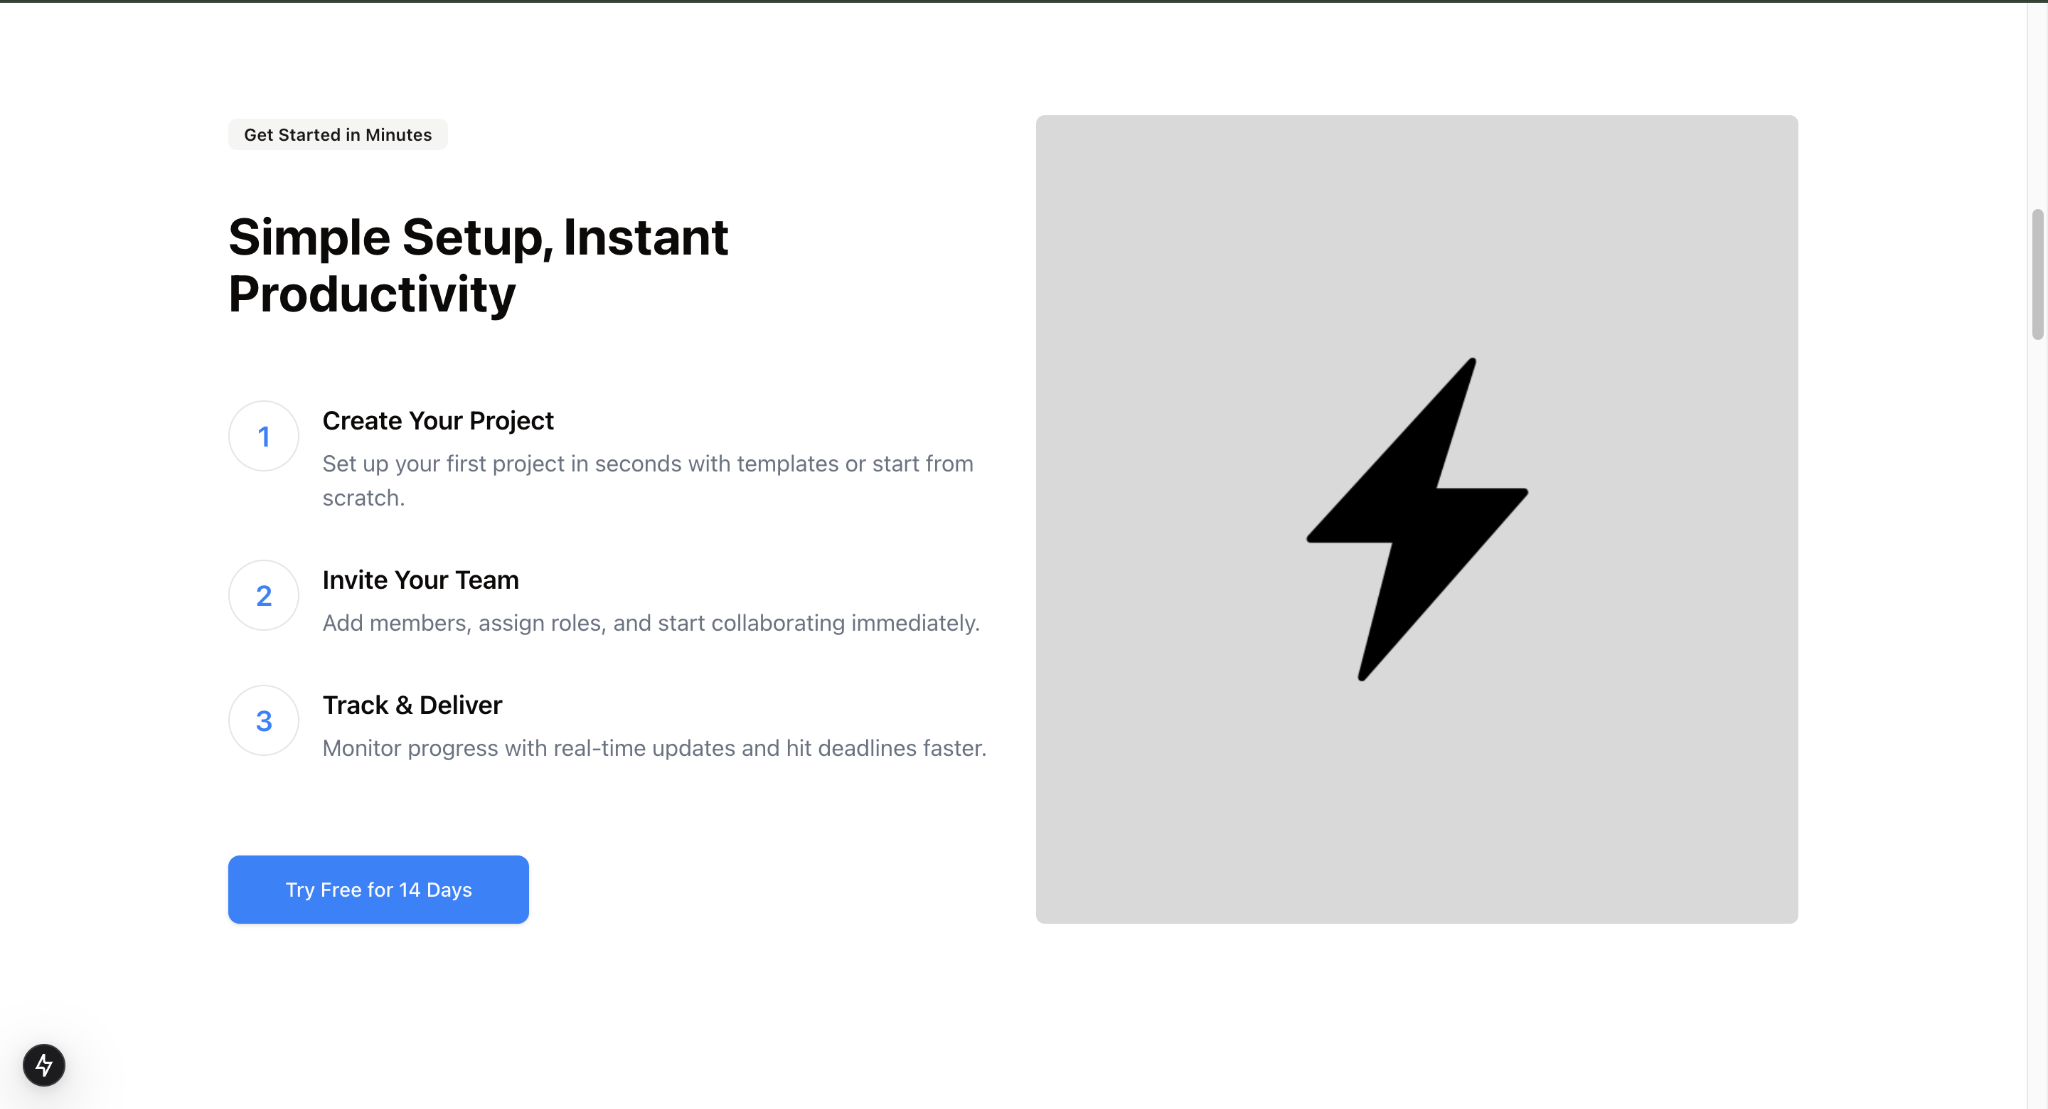 Get Started in Minutes
Simple Setup, Instant
Productivity
1
Create Your Project
Set up your first project in seconds with templates or start from
scratch.
2
Invite Your Team
Add members, assign roles, and start collaborating immediately.
3
Track & Deliver
Monitor progress with real-time updates and hit deadlines faster.
Try Free for 14 Days